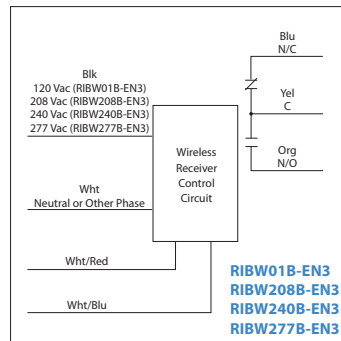 Blk
120 Vac (RIBW01B-EN3)
208 Vac (RIBW208B-EN3)
240 Vac (RIBW240B-EN3)
277 Vac (RIBW277B-EN3)
Wht
Neutral or Other Phase
Wht/Red
Wht/Blu
Wireless
Receiver
Control
Circuit
Blu
N/C
Yel
C
Org
N/O
RIBW01B-EN3
RIBW208B-EN3
RIBW240B-EN3
RIBW277B-EN3